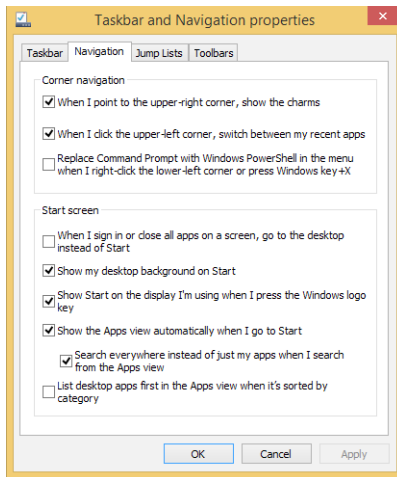 Taskbar and Navigation properties
Taskbar Navigation Jump Lists Toolbars
Corner navigation
When I point to the upper-right corner, show the charms
When I click the upper-left corner, switch between my recent apps
Replace Command Prompt with Windows PowerShell in the menu
when I right-click the lower-left corner or press Windows key+X
Start screen
When I sign in or close all apps on a screen, go to the desktop
instead of Start
Show my desktop background on Start
Show Start on the display I'm using when I press the Windows logo
key
Show the Apps view automatically when I go to Start
Search everywhere instead of just my apps when I search
from the Apps view
List desktop apps first in the Apps view when it's sorted by
category
OK Cancel Apply